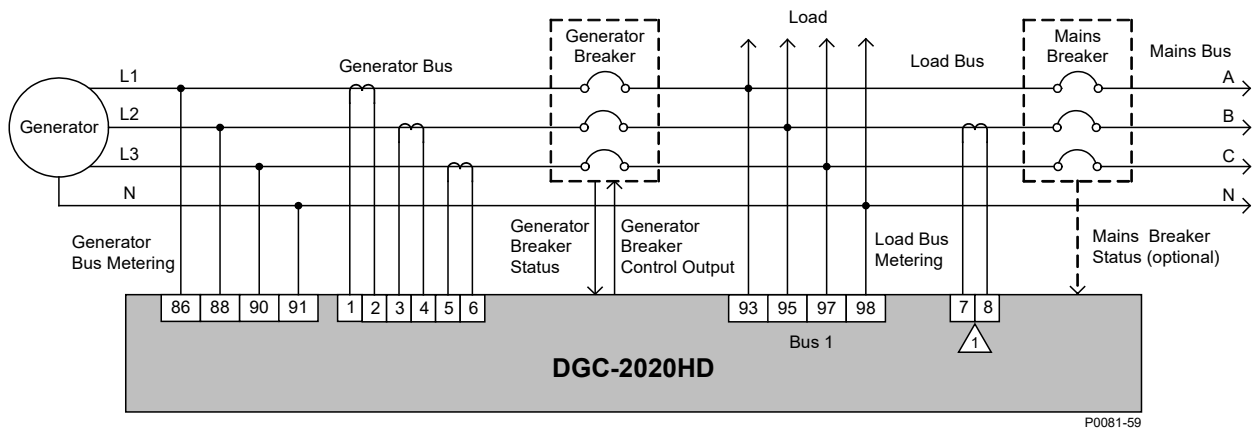 Load
Generator
Breaker
Mains
Breaker
Mains Bus
Generator Bus
Load Bus
L1
A
L2
B
Generator
L3
C
N
N
Generator
Bus Metering
Generator
Breaker
Status
Generator
Breaker
Control Output
Load Bus
Metering
Mains Breaker
Status (optional)
86 88 90 91 1 2 3 4 5 6 93 95 97 98 7 8
Bus 1
1
DGC-2020HD
P0081-59